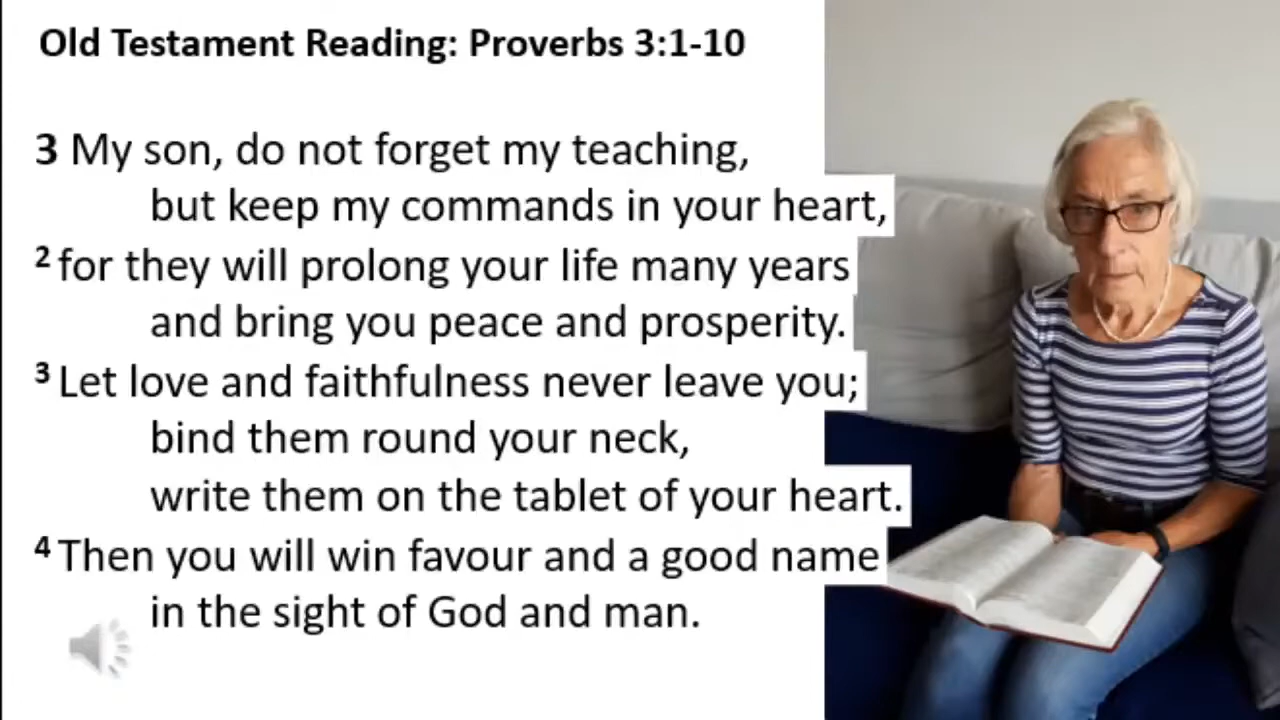 Old Testament Reading: Proverbs 3:1-10
3 My son, do not forget my teaching,
but keep my commands in your heart,
2 for they will prolong your life many years
and bring you peace and prosperity.
3 Let love and faithfulness never leave you;
bind them round your neck,
write them on the tablet of your heart.
4 Then you will win favour and a good name
in the sight of God and man.